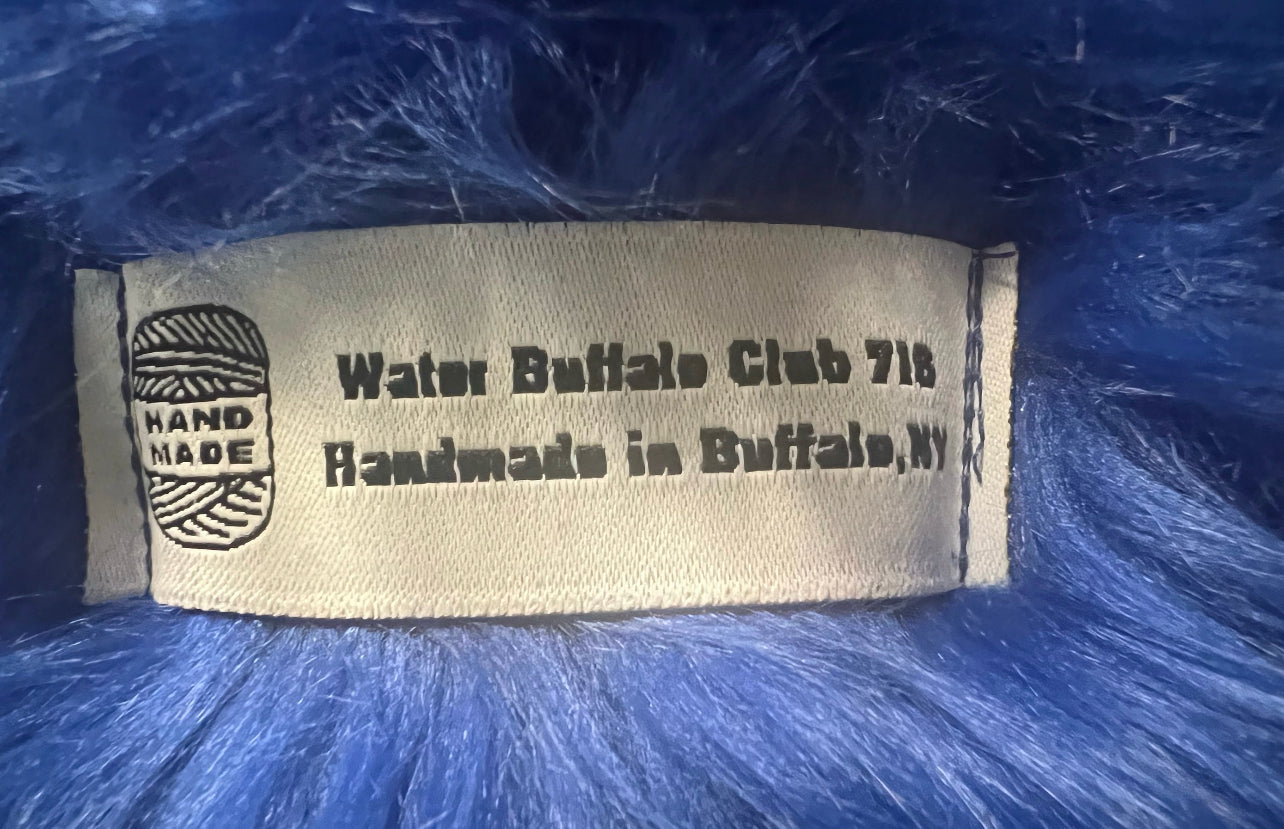 HAND
MADE
Water Buffalo Club 716
Handmade in Buffalo, NY